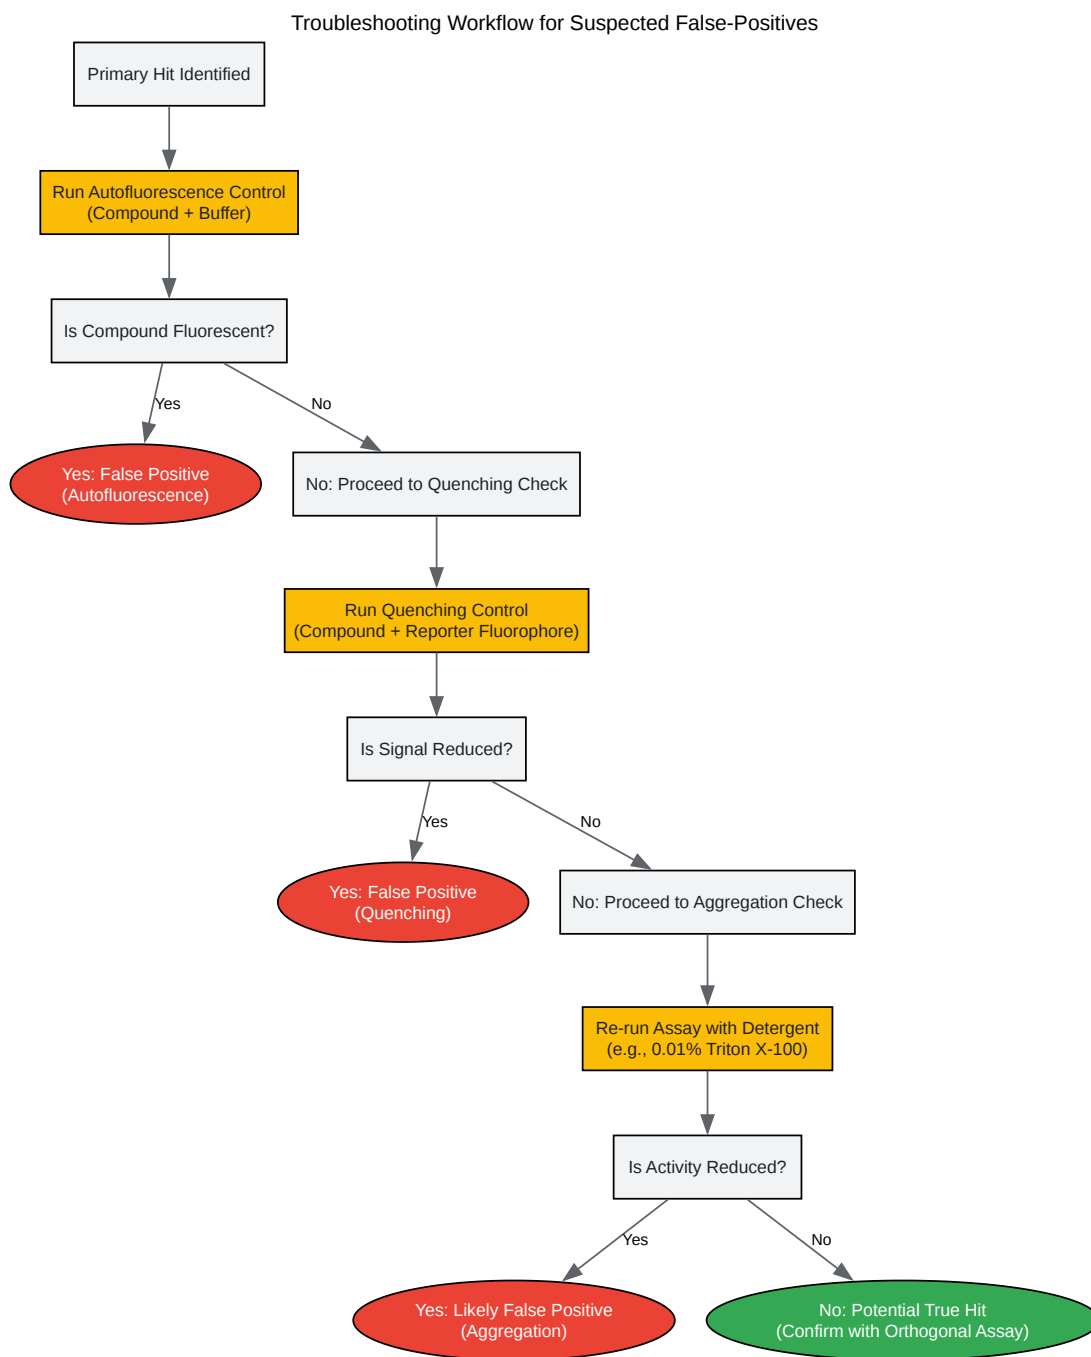 Troubleshooting Workflow for Suspected False-Positives
Primary Hit Identified
Run Autofluorescence Control
(Compound + Buffer)
Is Compound Fluorescent?
Yes
No
Yes: False Positive
(Autofluorescence)
No: Proceed to Quenching Check
Run Quenching Control
(Compound + Reporter Fluorophore)
Is Signal Reduced?
Yes
No
Yes: False Positive
(Quenching)
No: Proceed to Aggregation Check
Re-run Assay with Detergent
(e.g., 0.01% Triton X-100)
Is Activity Reduced?
Yes
No
Yes: Likely False Positive
(Aggregation)
No: Potential True Hit
(Confirm with Orthogonal Assay)